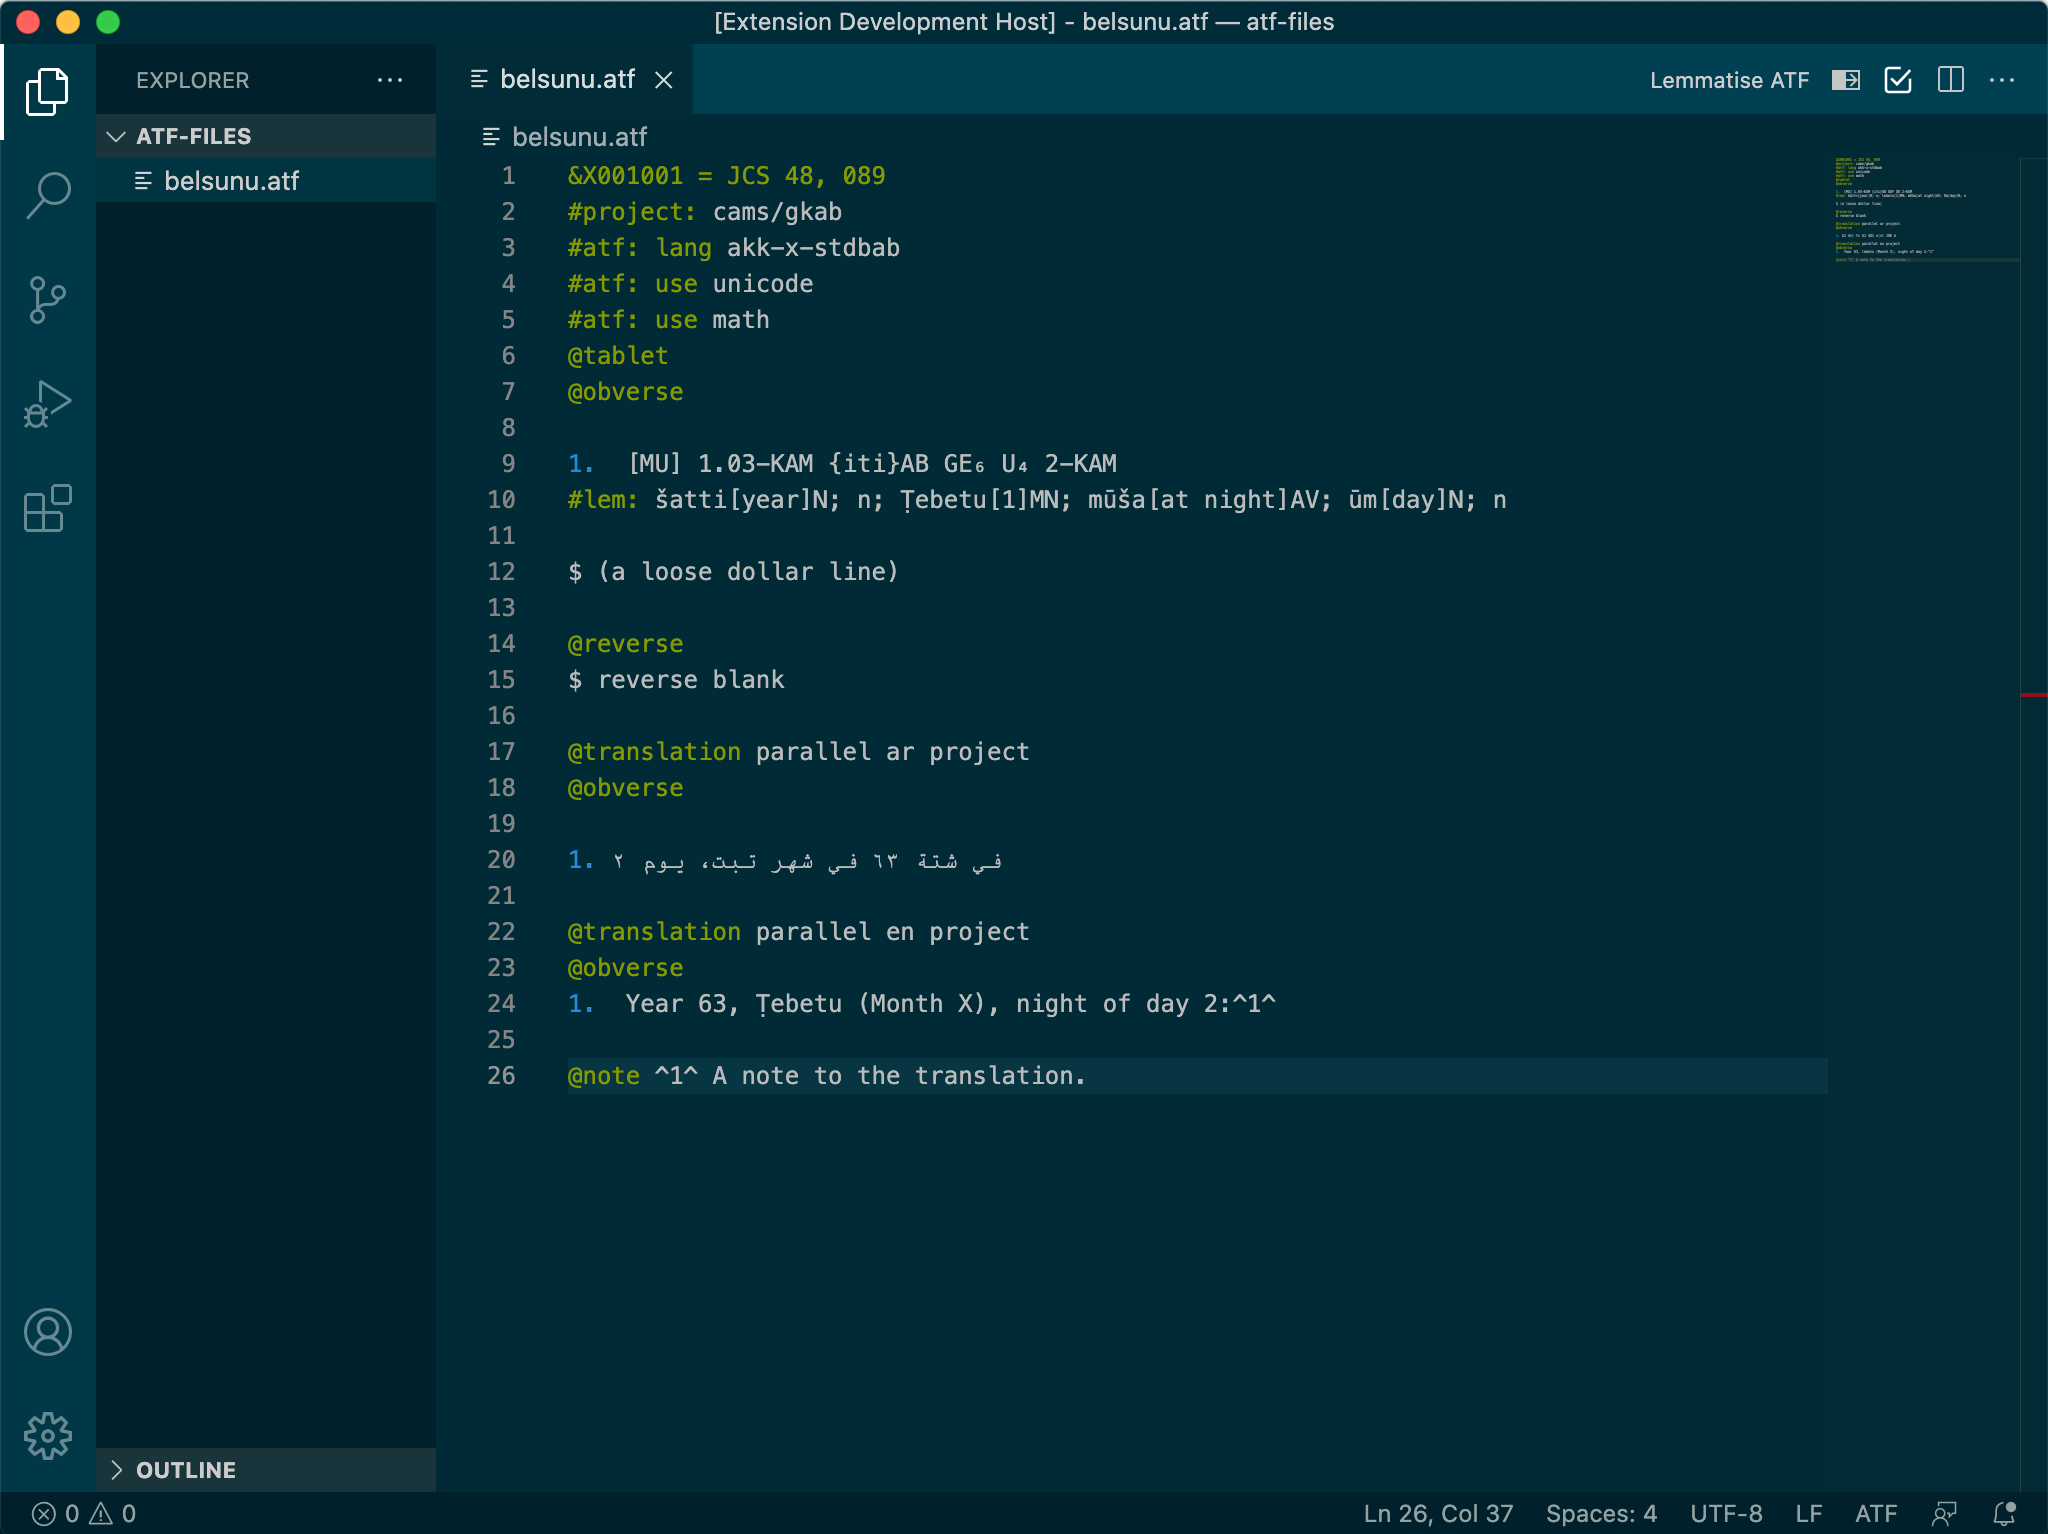 [Extension Development Host] - belsunu.atf — atf-files
EXPLORER
belsunu.atf
Lemmatise ATF
ATF-FILES
belsunu.atf
belsunu.atf
1 &X001001 = JCS 48, 089
2 #project: cams/gkab
3 #atf: lang akk-x-stdbab
4 #atf: use unicode
5 #atf: use math
6 @tablet
7 @obverse
8
9 1. [MU] 1.03-KAM {iti}AB GE₆ U₄ 2-KAM
10 #lem: šatti[year]N; n; Ṭebetu[1]MN; mūša[at night]AV; ūm[day]N; n
11
12 $ (a loose dollar line)
13
14 @reverse
15 $ reverse blank
16
17 @translation parallel ar project
18 @obverse
19
20 1. في شتة ٦٣ في شهر تبت، يوم ٢
21
22 @translation parallel en project
23 @obverse
24 1. Year 63, Ṭebetu (Month X), night of day 2:^1^
25
26 @note ^1^ A note to the translation.
OUTLINE
0 0
Ln 26, Col 37 Spaces: 4 UTF-8 LF ATF